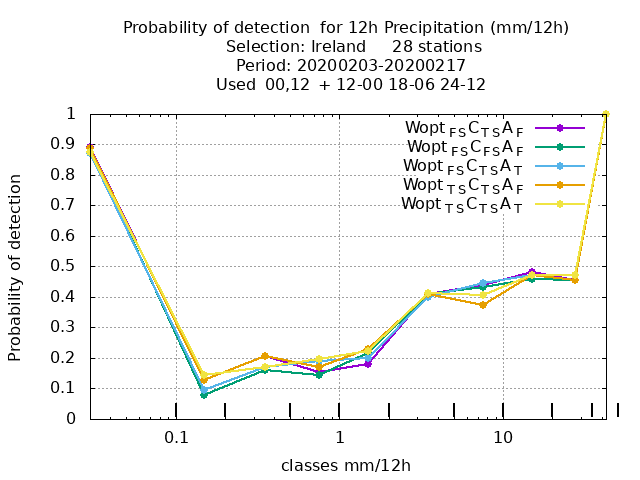 Probability of detection  for 12h Precipitation (mm/12h)
Selection: Ireland     28 stations
Period: 20200203-20200217
Used  00,12  + 12-00 18-06 24-12
Probability of detection
1
0.9
0.8
0.7
0.6
0.5
0.4
0.3
0.2
0.1
0
Wopt FS C TS A F
Wopt FS C FS A F
Wopt FS C TS A T
Wopt TS C TS A F
Wopt TS C TS A T
0.1 1 10
classes mm/12h